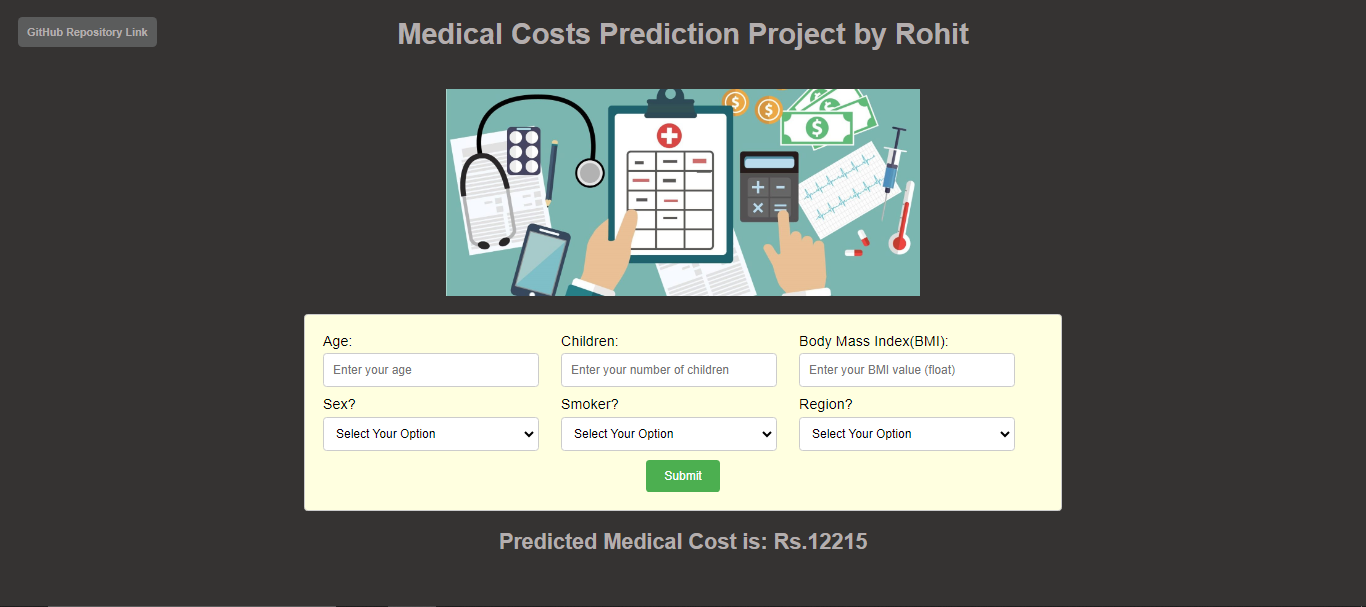 GitHub Repository Link
Medical Costs Prediction Project by Rohit
$ $ $
Age: Children: Body Mass Index(BMI):
Enter your age Enter your number of children Enter your BMI value (float)
Sex? Smoker? Region?
Select Your Option Select Your Option Select Your Option
Submit
Predicted Medical Cost is: Rs.12215